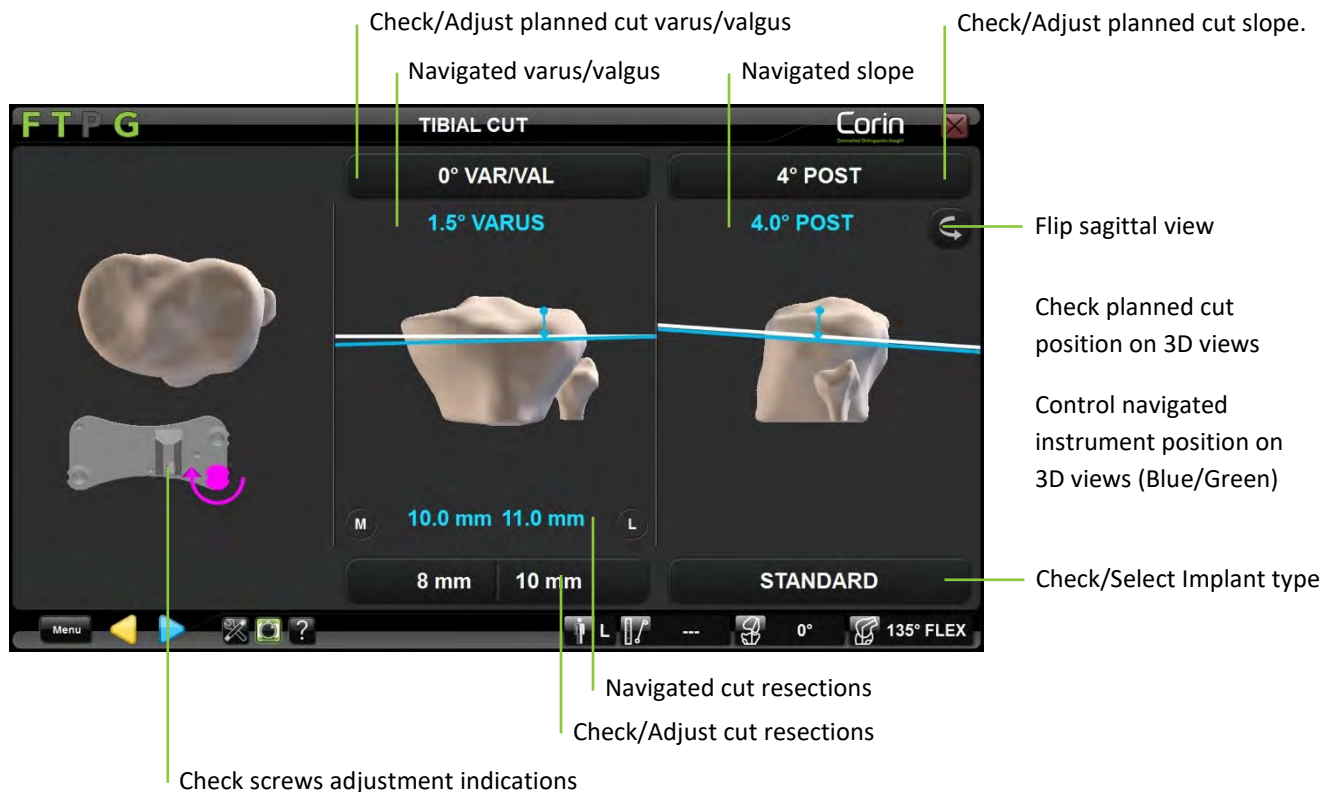 Check/Adjust planned cut varus/valgus
Check/Adjust planned cut slope.
Navigated varus/valgus
Navigated slope
F T P G
TIBIAL CUT
Corin
Connected Orthopaedic Insight
0° VAR/VAL
4° POST
1.5° VARUS
4.0° POST
Flip sagittal view
Check planned cut
position on 3D views
Control navigated
instrument position on
3D views (Blue/Green)
M
10.0 mm 11.0 mm
L
8 mm
10 mm
STANDARD
Check/Select Implant type
Menu
?
L
---
0°
135° FLEX
Navigated cut resections
Check/Adjust cut resections
Check screws adjustment indications